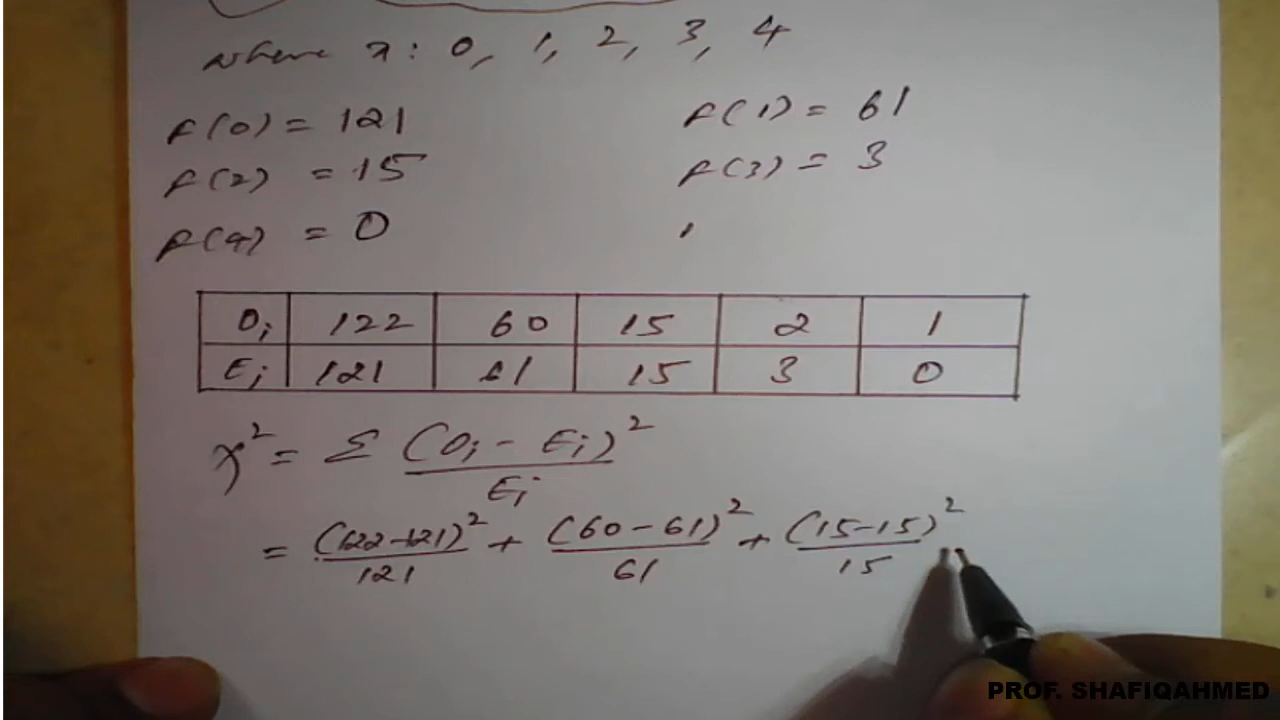 where x : 0, 1, 2, 3, 4
f(0) = 121 f(1) = 61
f(2) = 15 f(3) = 3
f(4) = 0
Oi 122 60 15 2 1
Ei 121 61 15 3 0
χ² = Σ (Oi - Ei)² / Ei
= (122-121)² / 121 + (60-61)² / 61 + (15-15)² / 15
PROF. SHAFIQAHMED